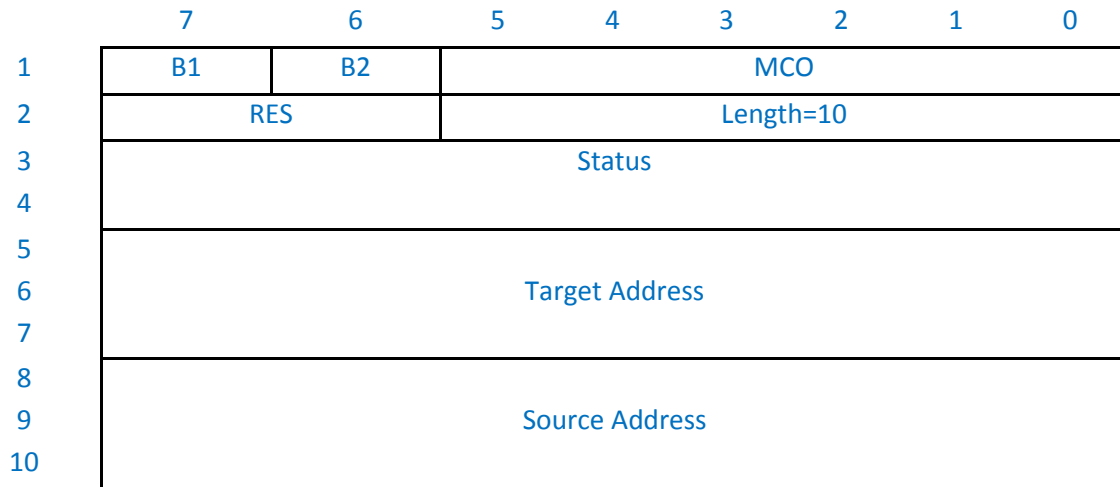 7 6 5 4 3 2 1 0
1 B1 B2 MCO
2 RES Length=10
3 Status
4
5
6 Target Address
7
8
9 Source Address
10